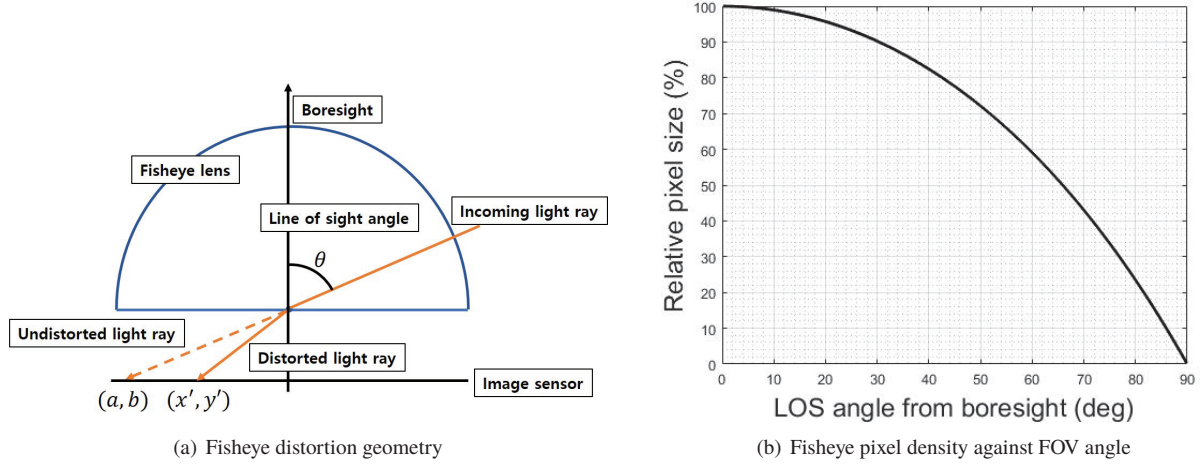 Boresight
Fisheye lens
Line of sight angle
Incoming light ray
θ
Undistorted light ray
Distorted light ray
Image sensor
(a, b) (x′, y′)
(a) Fisheye distortion geometry
Relative pixel size (%)
100
90
80
70
60
50
40
30
20
10
0
0 10 20 30 40 50 60 70 80 90
LOS angle from boresight (deg)
(b) Fisheye pixel density against FOV angle